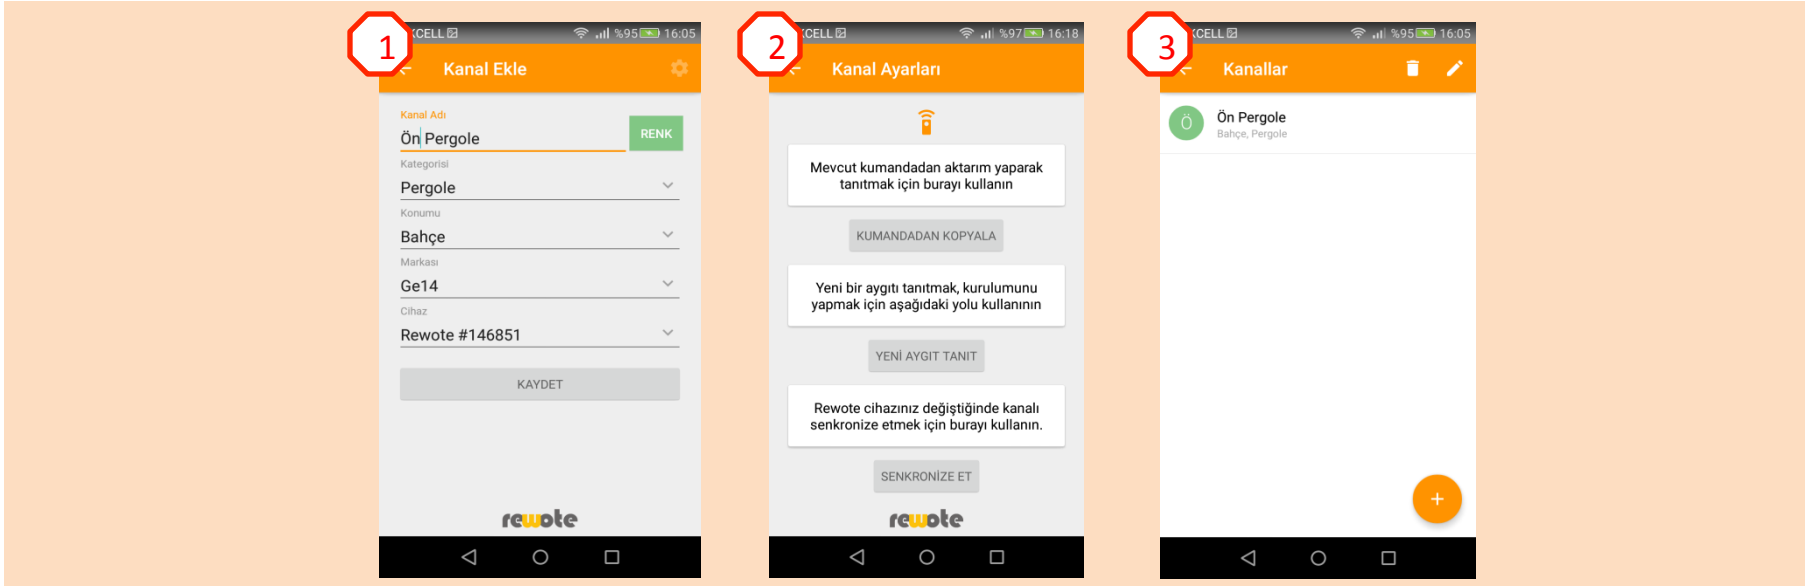 1
KCELL %95 16:05
Kanal Ekle
Kanal Adı
Ön Pergole
RENK
Kategorisi
Pergole
Konumu
Bahçe
Markası
Ge14
Cihaz
Rewote #146851
KAYDET
rewote
2
CELL %97 16:18
Kanal Ayarları
Mevcut kumandadan aktarım yaparak
tanıtmak için burayı kullanın
KUMANDADAN KOPYALA
Yeni bir aygıtı tanıtmak, kurulumunu
yapmak için aşağıdaki yolu kullanının
YENİ AYGIT TANIT
Rewote cihazınız değiştiğinde kanalı
senkronize etmek için burayı kullanın.
SENKRONİZE ET
rewote
3
CELL %95 16:05
Kanallar
Ö
Ön Pergole
Bahçe, Pergole
+